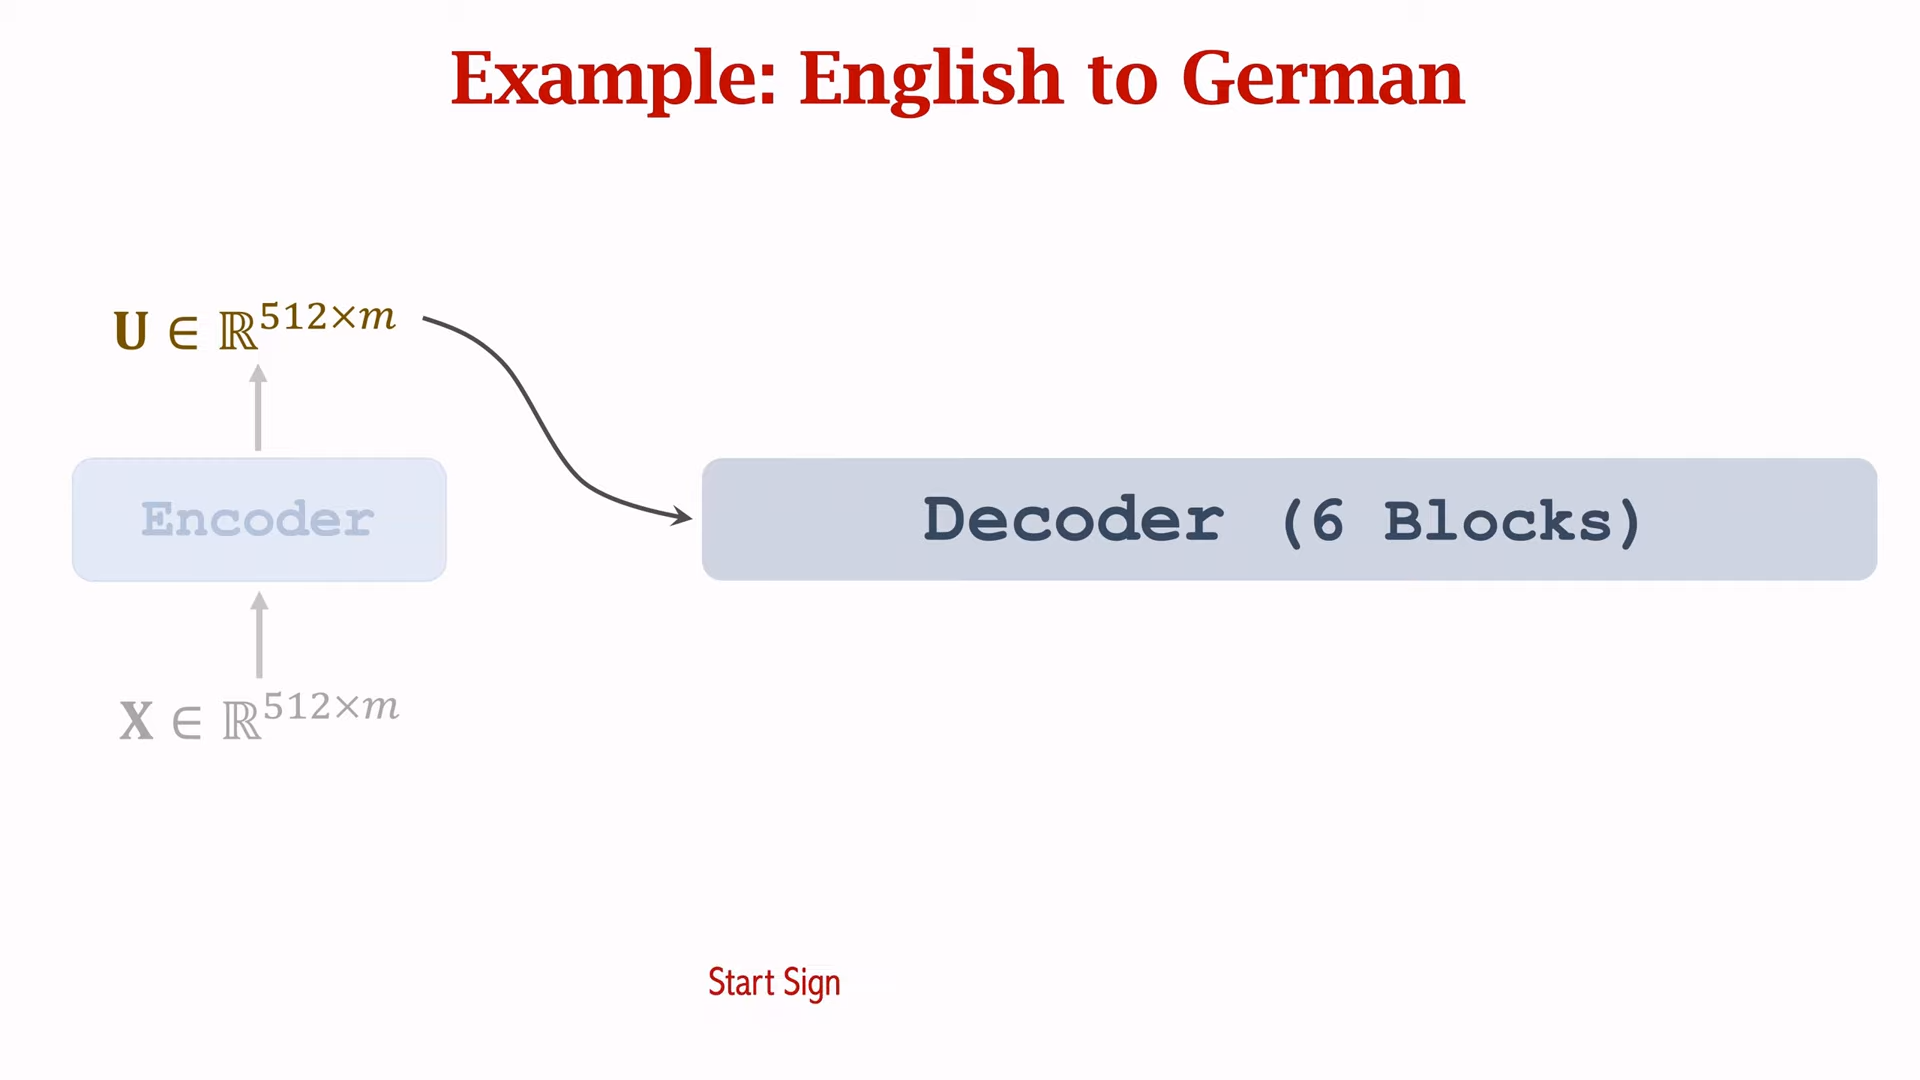 Example: English to German
U ∈ ℝ^{512×m}
Encoder
Decoder (6 Blocks)
X ∈ ℝ^{512×m}
Start Sign